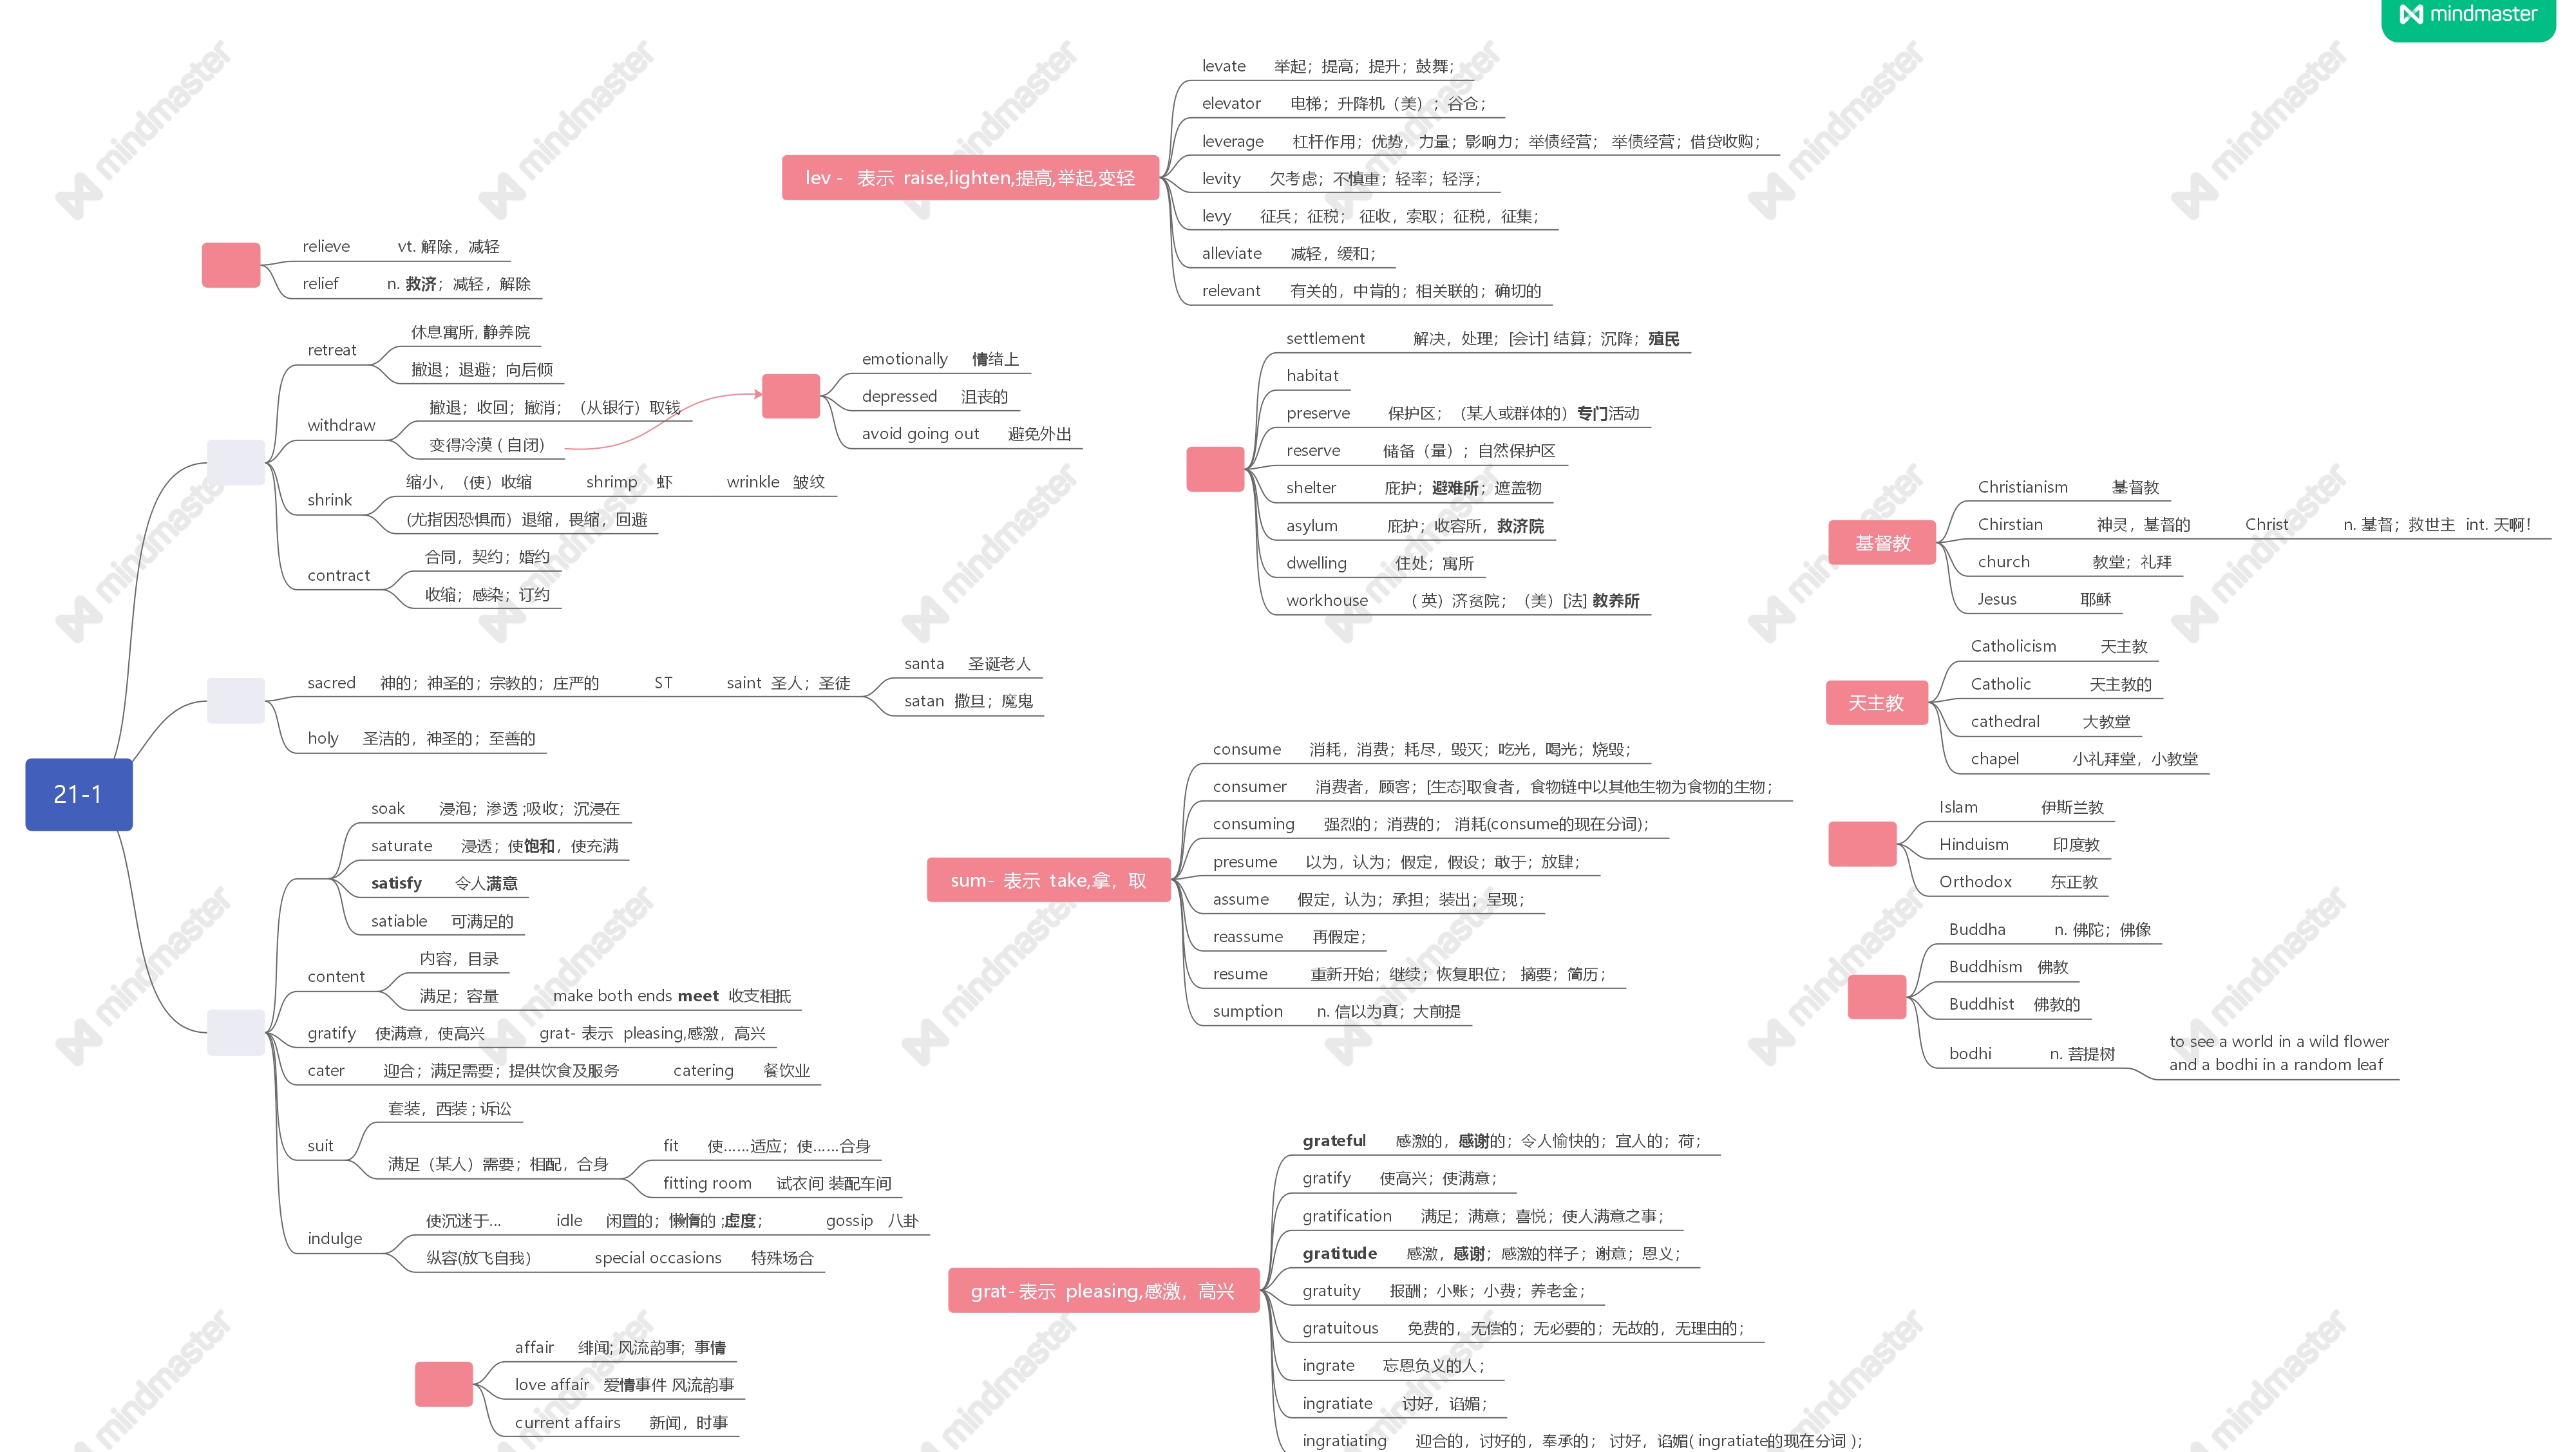 mindmaster
21-1
relieve vt. 解除，减轻
relief n. 救济；减轻，解除
retreat
休息寓所, 静养院
撤退；退避；向后倾
withdraw
撤退；收回；撤消；（从银行）取钱
变得冷漠 ( 自闭)
emotionally 情绪上
depressed 沮丧的
avoid going out 避免外出
shrink
缩小，（使）收缩 shrimp 虾 wrinkle 皱纹
(尤指因恐惧而）退缩，畏缩，回避
contract
合同，契约；婚约
收缩；感染；订约
sacred 神的；神圣的；宗教的；庄严的 ST saint 圣人；圣徒
santa 圣诞老人
satan 撒旦；魔鬼
holy 圣洁的，神圣的；至善的
soak 浸泡；渗透 ;吸收；沉浸在
saturate 浸透；使饱和，使充满
satisfy 令人满意
satiable 可满足的
content
内容，目录
满足；容量 make both ends meet 收支相抵
gratify 使满意，使高兴 grat- 表示 pleasing,感激，高兴
cater 迎合；满足需要；提供饮食及服务 catering 餐饮业
suit
套装，西装 ; 诉讼
满足（某人）需要；相配，合身
fit 使……适应；使……合身
fitting room 试衣间 装配车间
indulge
使沉迷于... idle 闲置的；懒惰的 ;虚度； gossip 八卦
纵容(放飞自我） special occasions 特殊场合
affair 绯闻; 风流韵事; 事情
love affair 爱情事件 风流韵事
current affairs 新闻，时事
lev - 表示 raise,lighten,提高,举起,变轻
levate 举起；提高；提升；鼓舞；
elevator 电梯；升降机（美）；谷仓；
leverage 杠杆作用；优势，力量；影响力；举债经营； 举债经营；借贷收购；
levity 欠考虑；不慎重；轻率；轻浮；
levy 征兵；征税； 征收，索取；征税，征集；
alleviate 减轻，缓和；
relevant 有关的，中肯的；相关联的；确切的
settlement 解决，处理；[会计] 结算；沉降；殖民
habitat
preserve 保护区；（某人或群体的）专门活动
reserve 储备（量）；自然保护区
shelter 庇护；避难所；遮盖物
asylum 庇护；收容所，救济院
dwelling 住处；寓所
workhouse ( 英）济贫院；（美）[法] 教养所
sum- 表示 take,拿，取
consume 消耗，消费；耗尽，毁灭；吃光，喝光；烧毁；
consumer 消费者，顾客；[生态]取食者，食物链中以其他生物为食物的生物；
consuming 强烈的；消费的； 消耗(consume的现在分词)；
presume 以为，认为；假定，假设；敢于；放肆；
assume 假定，认为；承担；装出；呈现；
reassume 再假定；
resume 重新开始；继续；恢复职位； 摘要；简历；
sumption n. 信以为真；大前提
grat- 表示 pleasing,感激，高兴
grateful 感激的，感谢的；令人愉快的；宜人的；荷；
gratify 使高兴；使满意；
gratification 满足；满意；喜悦；使人满意之事；
gratitude 感激，感谢；感激的样子；谢意；恩义；
gratuity 报酬；小账；小费；养老金；
gratuitous 免费的，无偿的；无必要的；无故的，无理由的；
ingrate 忘恩负义的人；
ingratiate 讨好，谄媚；
ingratiating 迎合的，讨好的，奉承的； 讨好，谄媚( ingratiate的现在分词 )；
基督教
Christianism 基督教
Chirstian 神灵，基督的 Christ n. 基督；救世主 int. 天啊！
church 教堂；礼拜
Jesus 耶稣
天主教
Catholicism 天主教
Catholic 天主教的
cathedral 大教堂
chapel 小礼拜堂，小教堂
Islam 伊斯兰教
Hinduism 印度教
Orthodox 东正教
Buddha n. 佛陀；佛像
Buddhism 佛教
Buddhist 佛教的
bodhi n. 菩提树
to see a world in a wild flower
and a bodhi in a random leaf